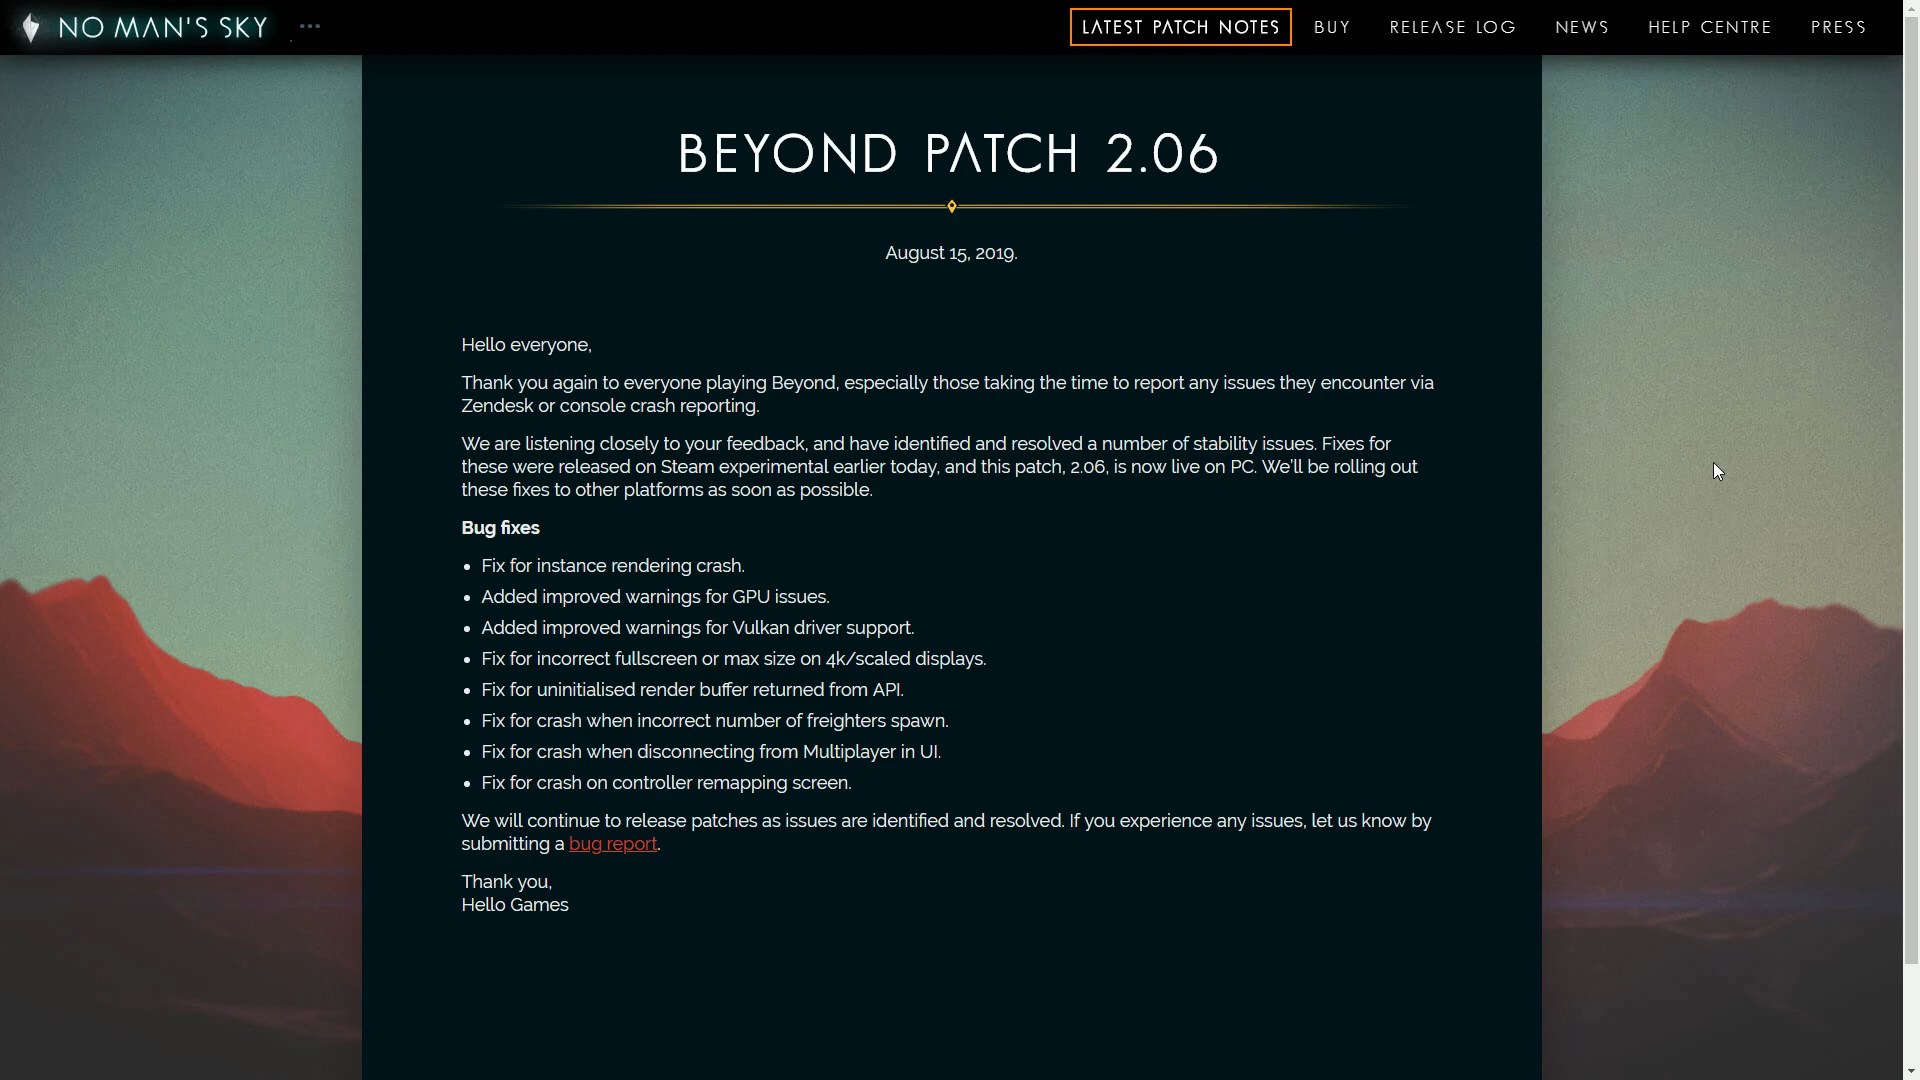 NO MAN'S SKY
LATEST PATCH NOTES
BUY
RELEASE LOG
NEWS
HELP CENTRE
PRESS
BEYOND PATCH 2.06
August 15, 2019.
Hello everyone,
Thank you again to everyone playing Beyond, especially those taking the time to report any issues they encounter via
Zendesk or console crash reporting.
We are listening closely to your feedback, and have identified and resolved a number of stability issues. Fixes for
these were released on Steam experimental earlier today, and this patch, 2.06, is now live on PC. We'll be rolling out
these fixes to other platforms as soon as possible.
Bug fixes
• Fix for instance rendering crash.
• Added improved warnings for GPU issues.
• Added improved warnings for Vulkan driver support.
• Fix for incorrect fullscreen or max size on 4k/scaled displays.
• Fix for uninitialised render buffer returned from API.
• Fix for crash when incorrect number of freighters spawn.
• Fix for crash when disconnecting from Multiplayer in UI.
• Fix for crash on controller remapping screen.
We will continue to release patches as issues are identified and resolved. If you experience any issues, let us know by
submitting a bug report.
Thank you,
Hello Games